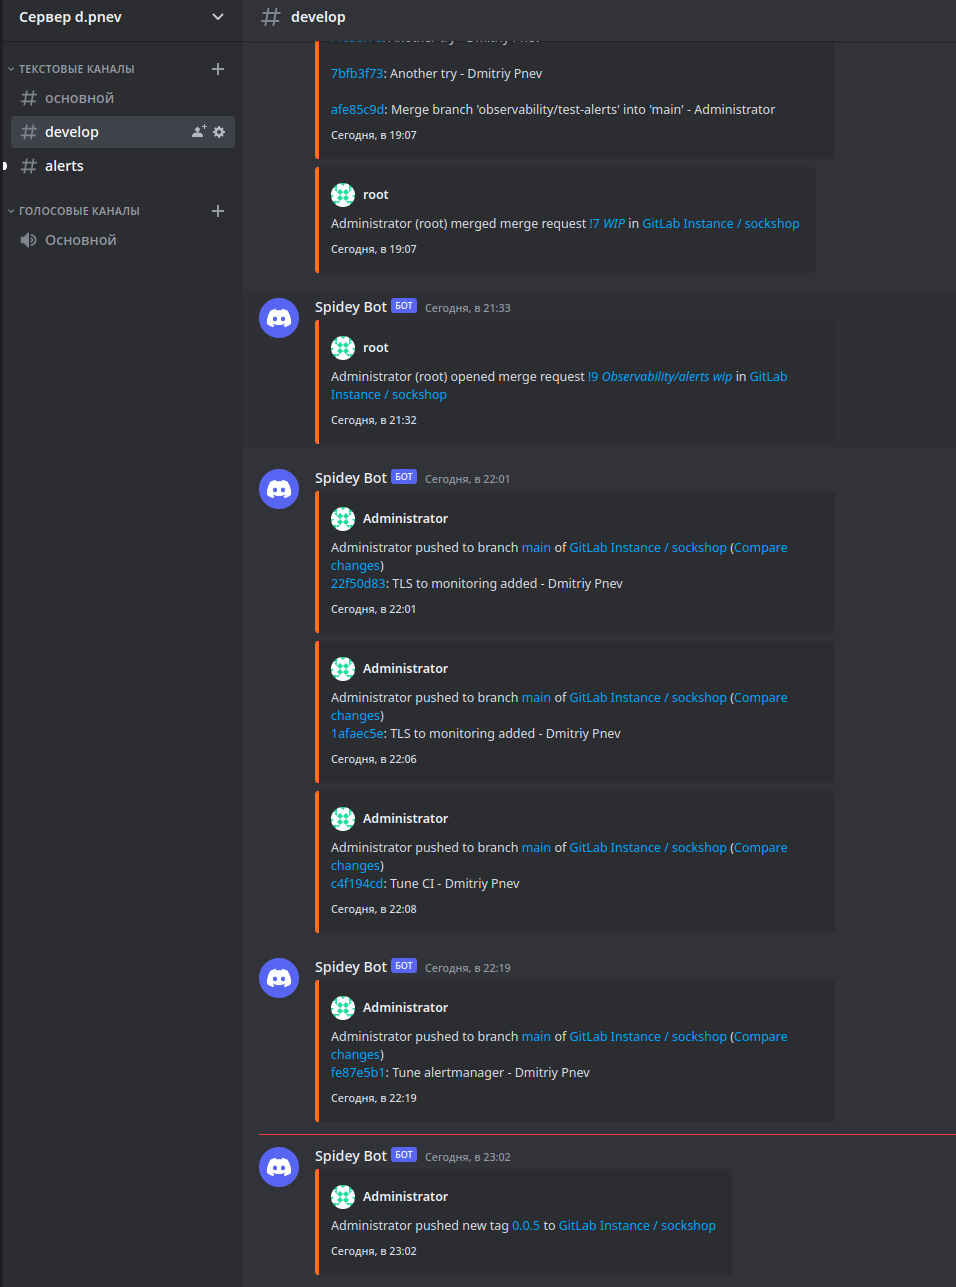 Сервер d.pnev
ТЕКСТОВЫЕ КАНАЛЫ
основной
develop
alerts
ГОЛОСОВЫЕ КАНАЛЫ
Основной
develop
7bfb3f73: Another try - Dmitriy Pnev
afe85c9d: Merge branch 'observability/test-alerts' into 'main' - Administrator
Сегодня, в 19:07
root
Administrator (root) merged merge request !7 WIP in GitLab Instance / sockshop
Сегодня, в 19:07
Spidey Bot БОТ Сегодня, в 21:33
root
Administrator (root) opened merge request !9 Observability/alerts wip in GitLab
Instance / sockshop
Сегодня, в 21:32
Spidey Bot БОТ Сегодня, в 22:01
Administrator
Administrator pushed to branch main of GitLab Instance / sockshop (Compare
changes)
22f50d83: TLS to monitoring added - Dmitriy Pnev
Сегодня, в 22:01
Administrator
Administrator pushed to branch main of GitLab Instance / sockshop (Compare
changes)
1afaec5e: TLS to monitoring added - Dmitriy Pnev
Сегодня, в 22:06
Administrator
Administrator pushed to branch main of GitLab Instance / sockshop (Compare
changes)
c4f194cd: Tune CI - Dmitriy Pnev
Сегодня, в 22:08
Spidey Bot БОТ Сегодня, в 22:19
Administrator
Administrator pushed to branch main of GitLab Instance / sockshop (Compare
changes)
fe87e5b1: Tune alertmanager - Dmitriy Pnev
Сегодня, в 22:19
Spidey Bot БОТ Сегодня, в 23:02
Administrator
Administrator pushed new tag 0.0.5 to GitLab Instance / sockshop
Сегодня, в 23:02